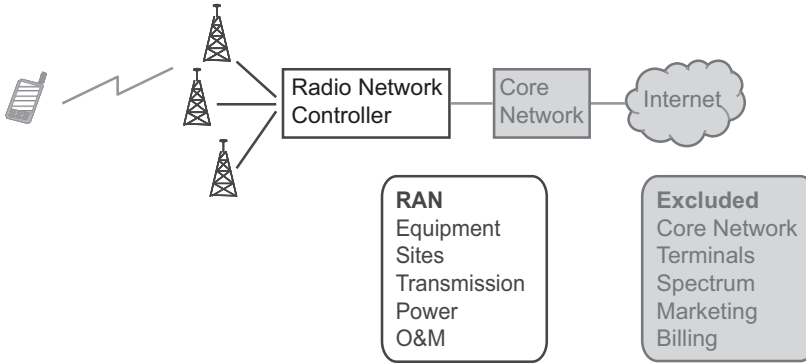 Radio Network
Controller
Core
Network
Internet
RAN
Equipment
Sites
Transmission
Power
O&M
Excluded
Core Network
Terminals
Spectrum
Marketing
Billing